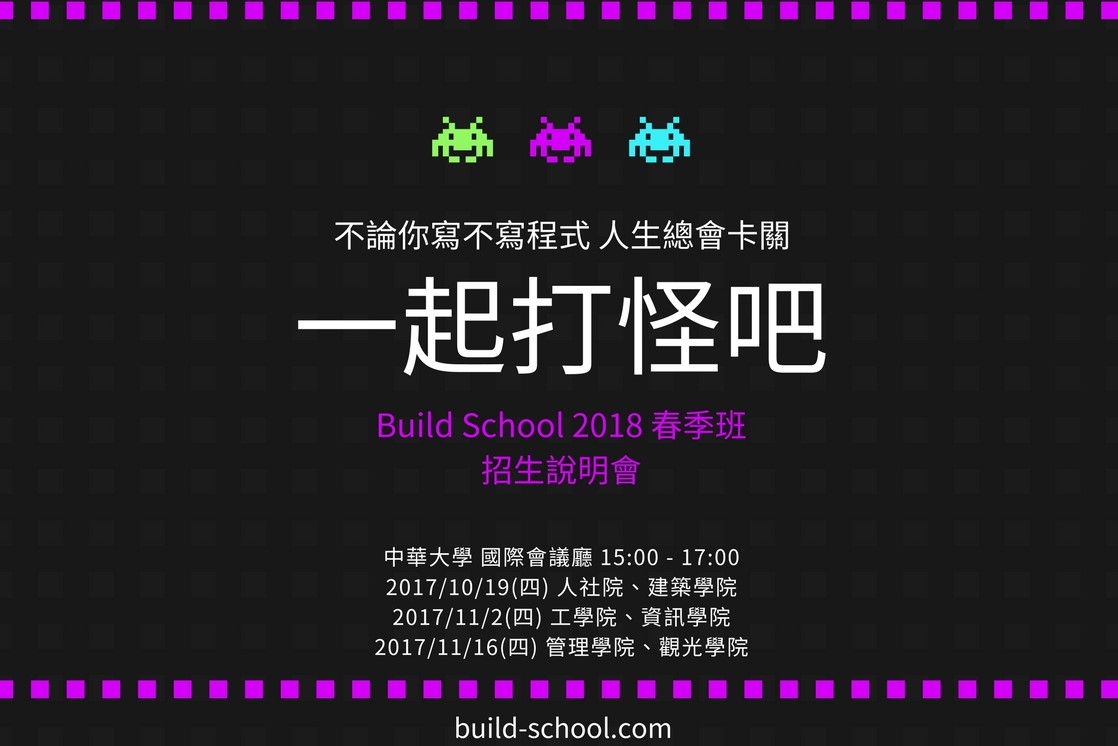 不論你寫不寫程式 人生總會卡關
一起打怪吧
Build School 2018 春季班
招生說明會
中華大學 國際會議廳 15:00 - 17:00
2017/10/19(四) 人社院、建築學院
2017/11/2(四) 工學院、資訊學院
2017/11/16(四) 管理學院、觀光學院
build-school.com